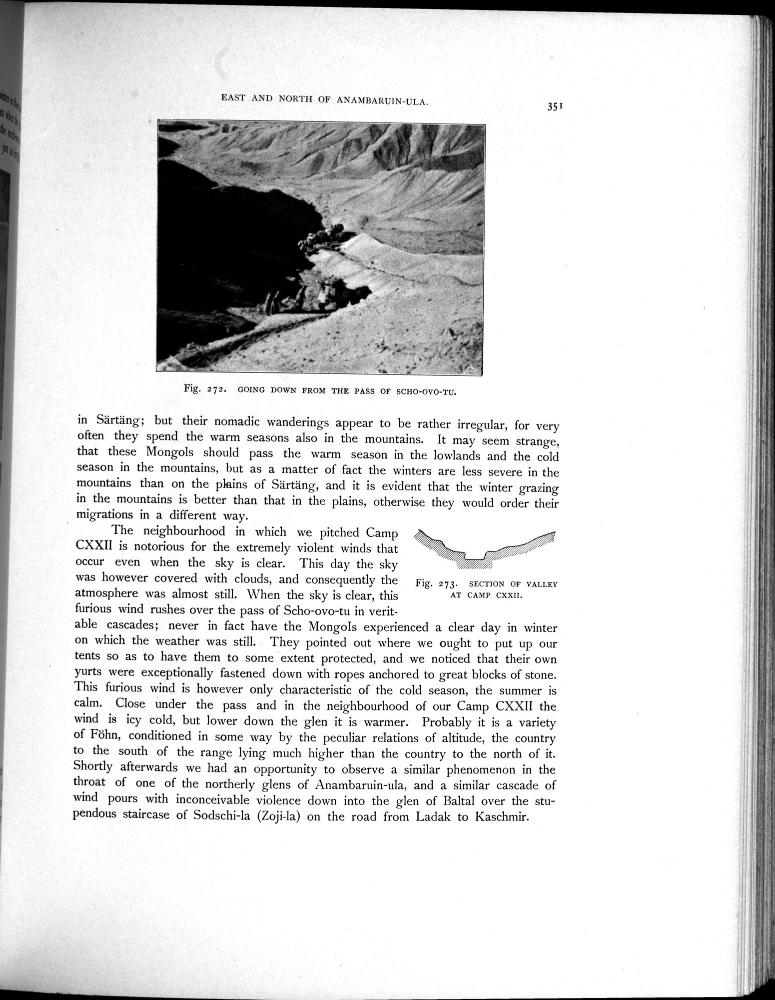 EAST AND NORTH OF ANAMBARUIN-ULA.
351
Fig. 272. GOING DOWN FROM THE PASS OF SCHO-OVO-TU.
in Särtäng; but their nomadic wanderings appear to be rather irregular, for very
often they spend the warm seasons also in the mountains. It may seem strange,
that these Mongols should pass the warm season in the lowlands and the cold
season in the mountains, but as a matter of fact the winters are less severe in the
mountains than on the plains of Särtäng, and it is evident that the winter grazing
in the mountains is better than that in the plains, otherwise they would order their
migrations in a different way.
The neighbourhood in which we pitched Camp
CXXII is notorious for the extremely violent winds that
occur even when the sky is clear. This day the sky
was however covered with clouds, and consequently the
atmosphere was almost still. When the sky is clear, this
furious wind rushes over the pass of Scho-ovo-tu in verit-
Fig. 273. SECTION OF VALLEY
AT CAMP CXXII.
able cascades; never in fact have the Mongols experienced a clear day in winter
on which the weather was still. They pointed out where we ought to put up our
tents so as to have them to some extent protected, and we noticed that their own
yurts were exceptionally fastened down with ropes anchored to great blocks of stone.
This furious wind is however only characteristic of the cold season, the summer is
calm. Close under the pass and in the neighbourhood of our Camp CXXII the
wind is icy cold, but lower down the glen it is warmer. Probably it is a variety
of Föhn, conditioned in some way by the peculiar relations of altitude, the country
to the south of the range lying much higher than the country to the north of it.
Shortly afterwards we had an opportunity to observe a similar phenomenon in the
throat of one of the northerly glens of Anambaruin-ula, and a similar cascade of
wind pours with inconceivable violence down into the glen of Baltal over the stu-
pendous staircase of Sodschi-la (Zoji-la) on the road from Ladak to Kaschmir.